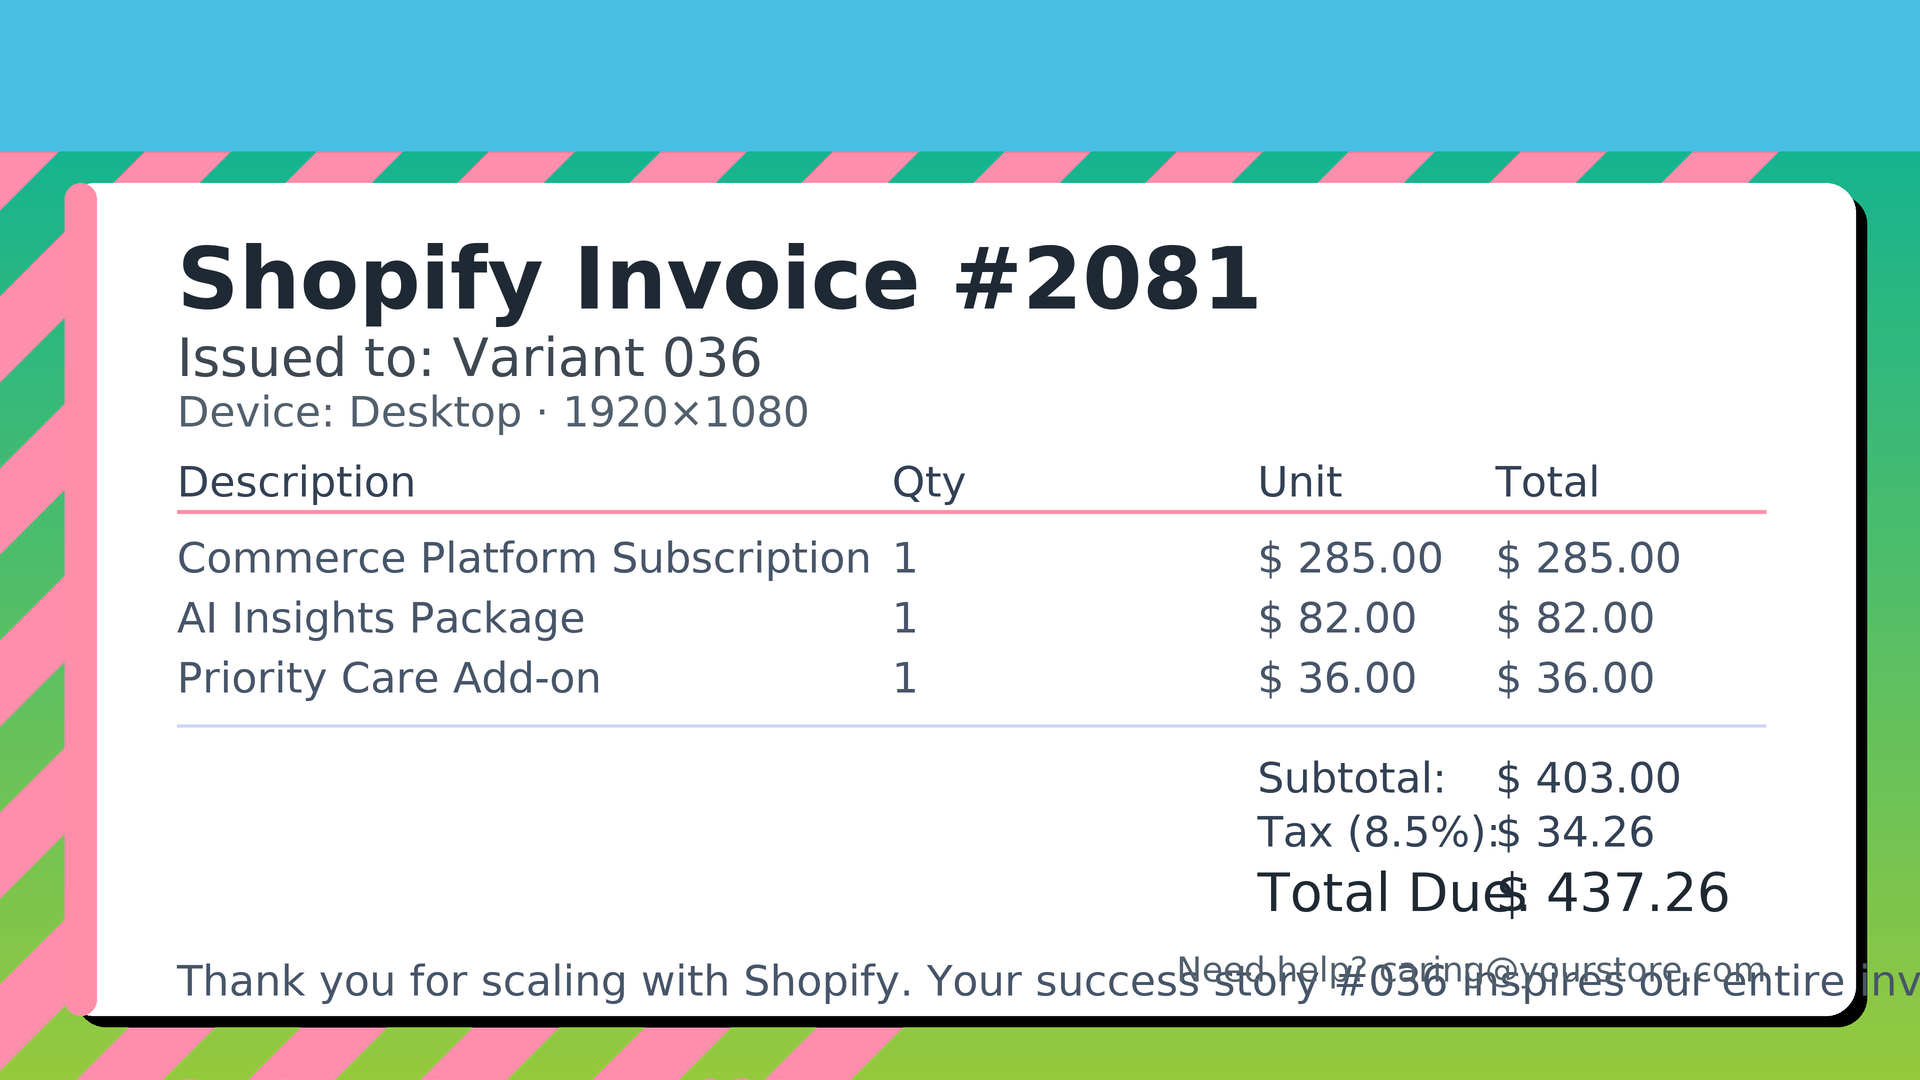 Shopify Invoice #2081
Issued to: Variant 036
Device: Desktop · 1920×1080
Description Qty Unit Total
Commerce Platform Subscription 1 $ 285.00 $ 285.00
AI Insights Package 1 $ 82.00 $ 82.00
Priority Care Add-on 1 $ 36.00 $ 36.00
Subtotal: $ 403.00
Tax (8.5%): $ 34.26
Total Due: $ 437.26
Need help? caring@yourstore.com
Thank you for scaling with Shopify. Your success story #036 inspires our entire inv